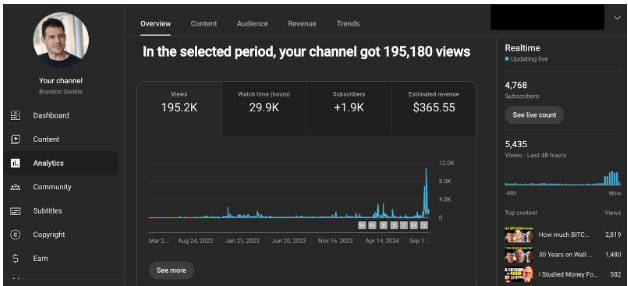 Overview
Content
Audience
Revenue
Trends
In the selected period, your channel got 195,180 views
Your channel
Brandon Gentile
Dashboard
Content
Analytics
Community
Subtitles
Copyright
Earn
Views
195.2K
Watch time (hours)
29.9K
Subscribers
+1.9K
Estimated revenue
$365.55
12.0K
8.0K
4.0K
0
Mar 2...
Aug 24, 2022
Jan 21, 2023
Jun 20, 2023
Nov 16, 2023
Apr 14, 2024
Sep 1...
See more
Realtime
Updating live
4,768
Subscribers
See live count
5,435
Views · Last 48 hours
-48h
Now
Top content
Views
How much BITC...
2,819
30 Years on Wall ...
1,480
I Studied Money Fo...
582